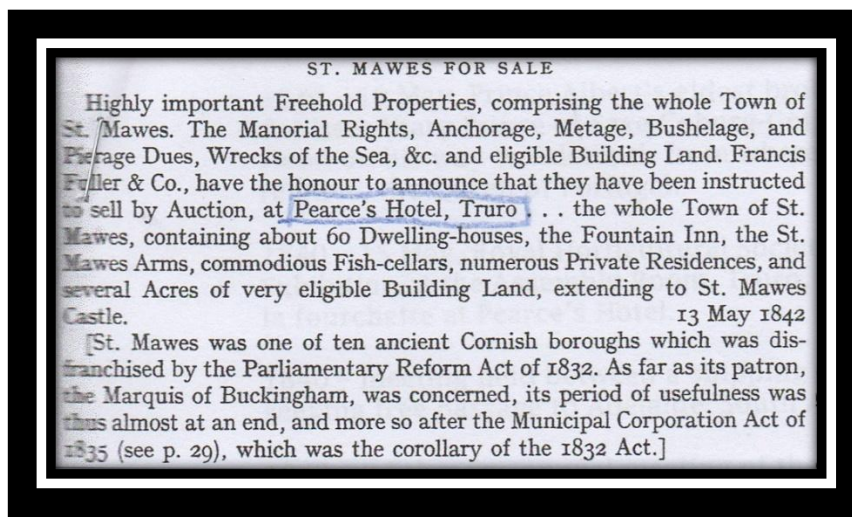 ST. MAWES FOR SALE
Highly important Freehold Properties, comprising the whole Town of
St. Mawes. The Manorial Rights, Anchorage, Metage, Bushelage, and
Pierage Dues, Wrecks of the Sea, &c. and eligible Building Land. Francis
Fuller & Co., have the honour to announce that they have been instructed
to sell by Auction, at Pearce's Hotel, Truro . . . the whole Town of St.
Mawes, containing about 60 Dwelling-houses, the Fountain Inn, the St.
Mawes Arms, commodious Fish-cellars, numerous Private Residences, and
several Acres of very eligible Building Land, extending to St. Mawes
Castle. 13 May 1842
[St. Mawes was one of ten ancient Cornish boroughs which was dis-
franchised by the Parliamentary Reform Act of 1832. As far as its patron,
the Marquis of Buckingham, was concerned, its period of usefulness was
thus almost at an end, and more so after the Municipal Corporation Act of
1835 (see p. 29), which was the corollary of the 1832 Act.]